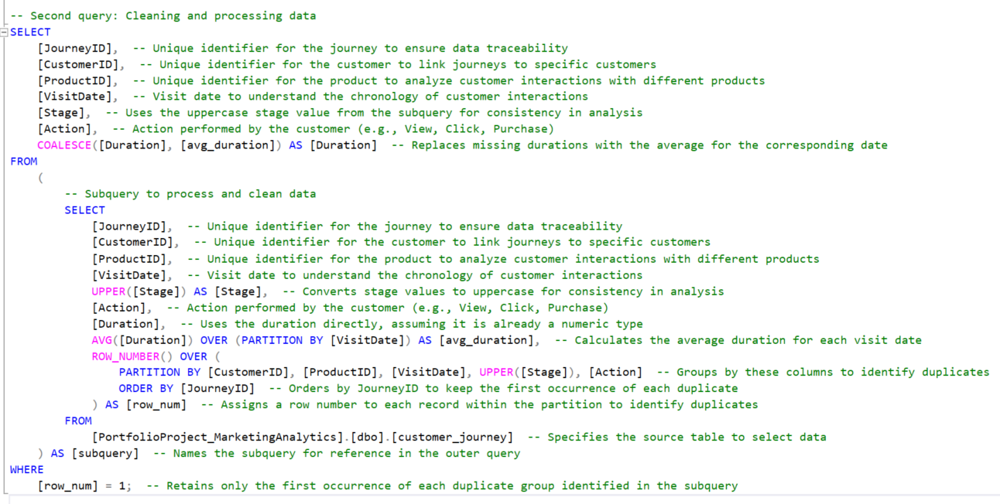 -- Second query: Cleaning and processing data
SELECT
    [JourneyID],  -- Unique identifier for the journey to ensure data traceability
    [CustomerID],  -- Unique identifier for the customer to link journeys to specific customers
    [ProductID],  -- Unique identifier for the product to analyze customer interactions with different products
    [VisitDate],  -- Visit date to understand the chronology of customer interactions
    [Stage],  -- Uses the uppercase stage value from the subquery for consistency in analysis
    [Action],  -- Action performed by the customer (e.g., View, Click, Purchase)
    COALESCE([Duration], [avg_duration]) AS [Duration]  -- Replaces missing durations with the average for the corresponding date
FROM
    (
        -- Subquery to process and clean data
        SELECT
            [JourneyID],  -- Unique identifier for the journey to ensure data traceability
            [CustomerID],  -- Unique identifier for the customer to link journeys to specific customers
            [ProductID],  -- Unique identifier for the product to analyze customer interactions with different products
            [VisitDate],  -- Visit date to understand the chronology of customer interactions
            UPPER([Stage]) AS [Stage],  -- Converts stage values to uppercase for consistency in analysis
            [Action],  -- Action performed by the customer (e.g., View, Click, Purchase)
            [Duration],  -- Uses the duration directly, assuming it is already a numeric type
            AVG([Duration]) OVER (PARTITION BY [VisitDate]) AS [avg_duration],  -- Calculates the average duration for each visit date
            ROW_NUMBER() OVER (
                PARTITION BY [CustomerID], [ProductID], [VisitDate], UPPER([Stage]), [Action]  -- Groups by these columns to identify duplicates
                ORDER BY [JourneyID]  -- Orders by JourneyID to keep the first occurrence of each duplicate
            ) AS [row_num]  -- Assigns a row number to each record within the partition to identify duplicates
        FROM
            [PortfolioProject_MarketingAnalytics].[dbo].[customer_journey]  -- Specifies the source table to select data
    ) AS [subquery]  -- Names the subquery for reference in the outer query
WHERE
    [row_num] = 1;  -- Retains only the first occurrence of each duplicate group identified in the subquery